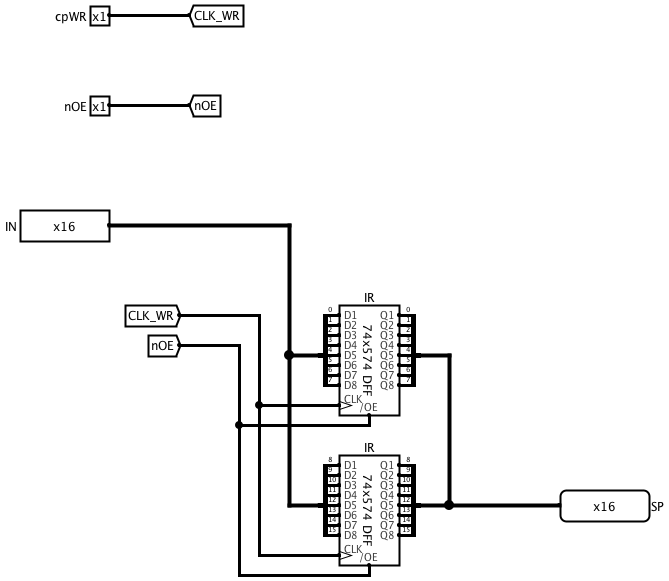 cpWR x1 CLK_WR
nOE x1 nOE
IN x16
CLK_WR
nOE
IR
0 D1 Q1 0
1 D2 Q2 1
2 D3 Q3 2
3 D4 Q4 3
4 D5 Q5 4
5 D6 Q6 5
6 D7 Q7 6
7 D8 Q8 7
74x574 DFF
CLK
/OE
IR
8 D1 Q1 8
9 D2 Q2 9
10 D3 Q3 10
11 D4 Q4 11
12 D5 Q5 12
13 D6 Q6 13
14 D7 Q7 14
15 D8 Q8 15
74x574 DFF
CLK
/OE
x16 SP